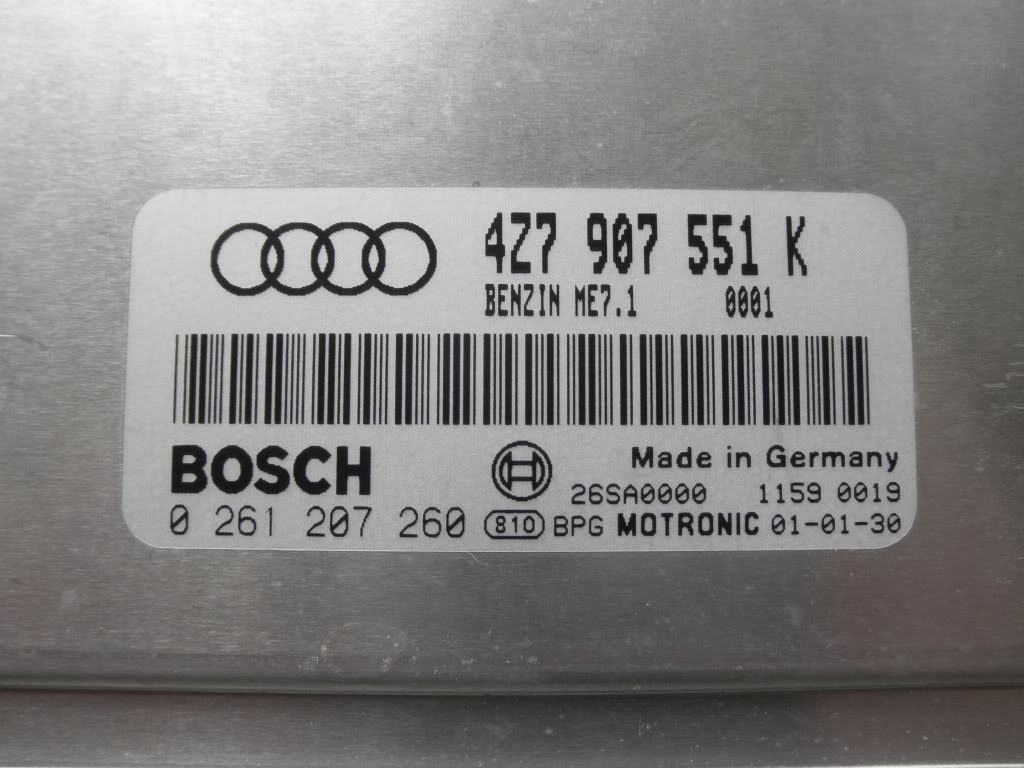 4Z7 907 551 K
BENZIN ME7.1 0001
BOSCH
Made in Germany
26SA0000 1159 0019
0 261 207 260 810 BPG MOTRONIC 01-01-30